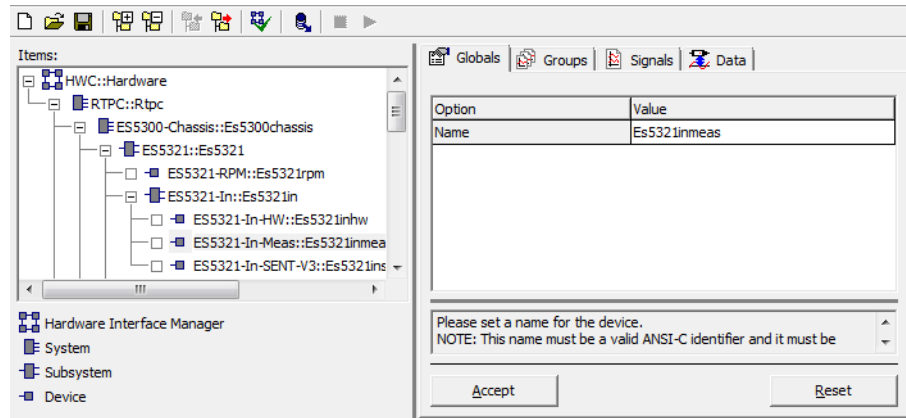 Items:
HWC::Hardware
RTPC::Rtpc
ES5300-Chassis::Es5300chassis
ES5321::Es5321
ES5321-RPM::Es5321rpm
ES5321-In::Es5321in
ES5321-In-HW::Es5321inhw
ES5321-In-Meas::Es5321inmea
ES5321-In-SENT-V3::Es5321ins
Hardware Interface Manager
System
Subsystem
Device
Globals Groups Signals Data
Option Value
Name Es5321inmeas
Please set a name for the device.
NOTE: This name must be a valid ANSI-C identifier and it must be
Accept Reset